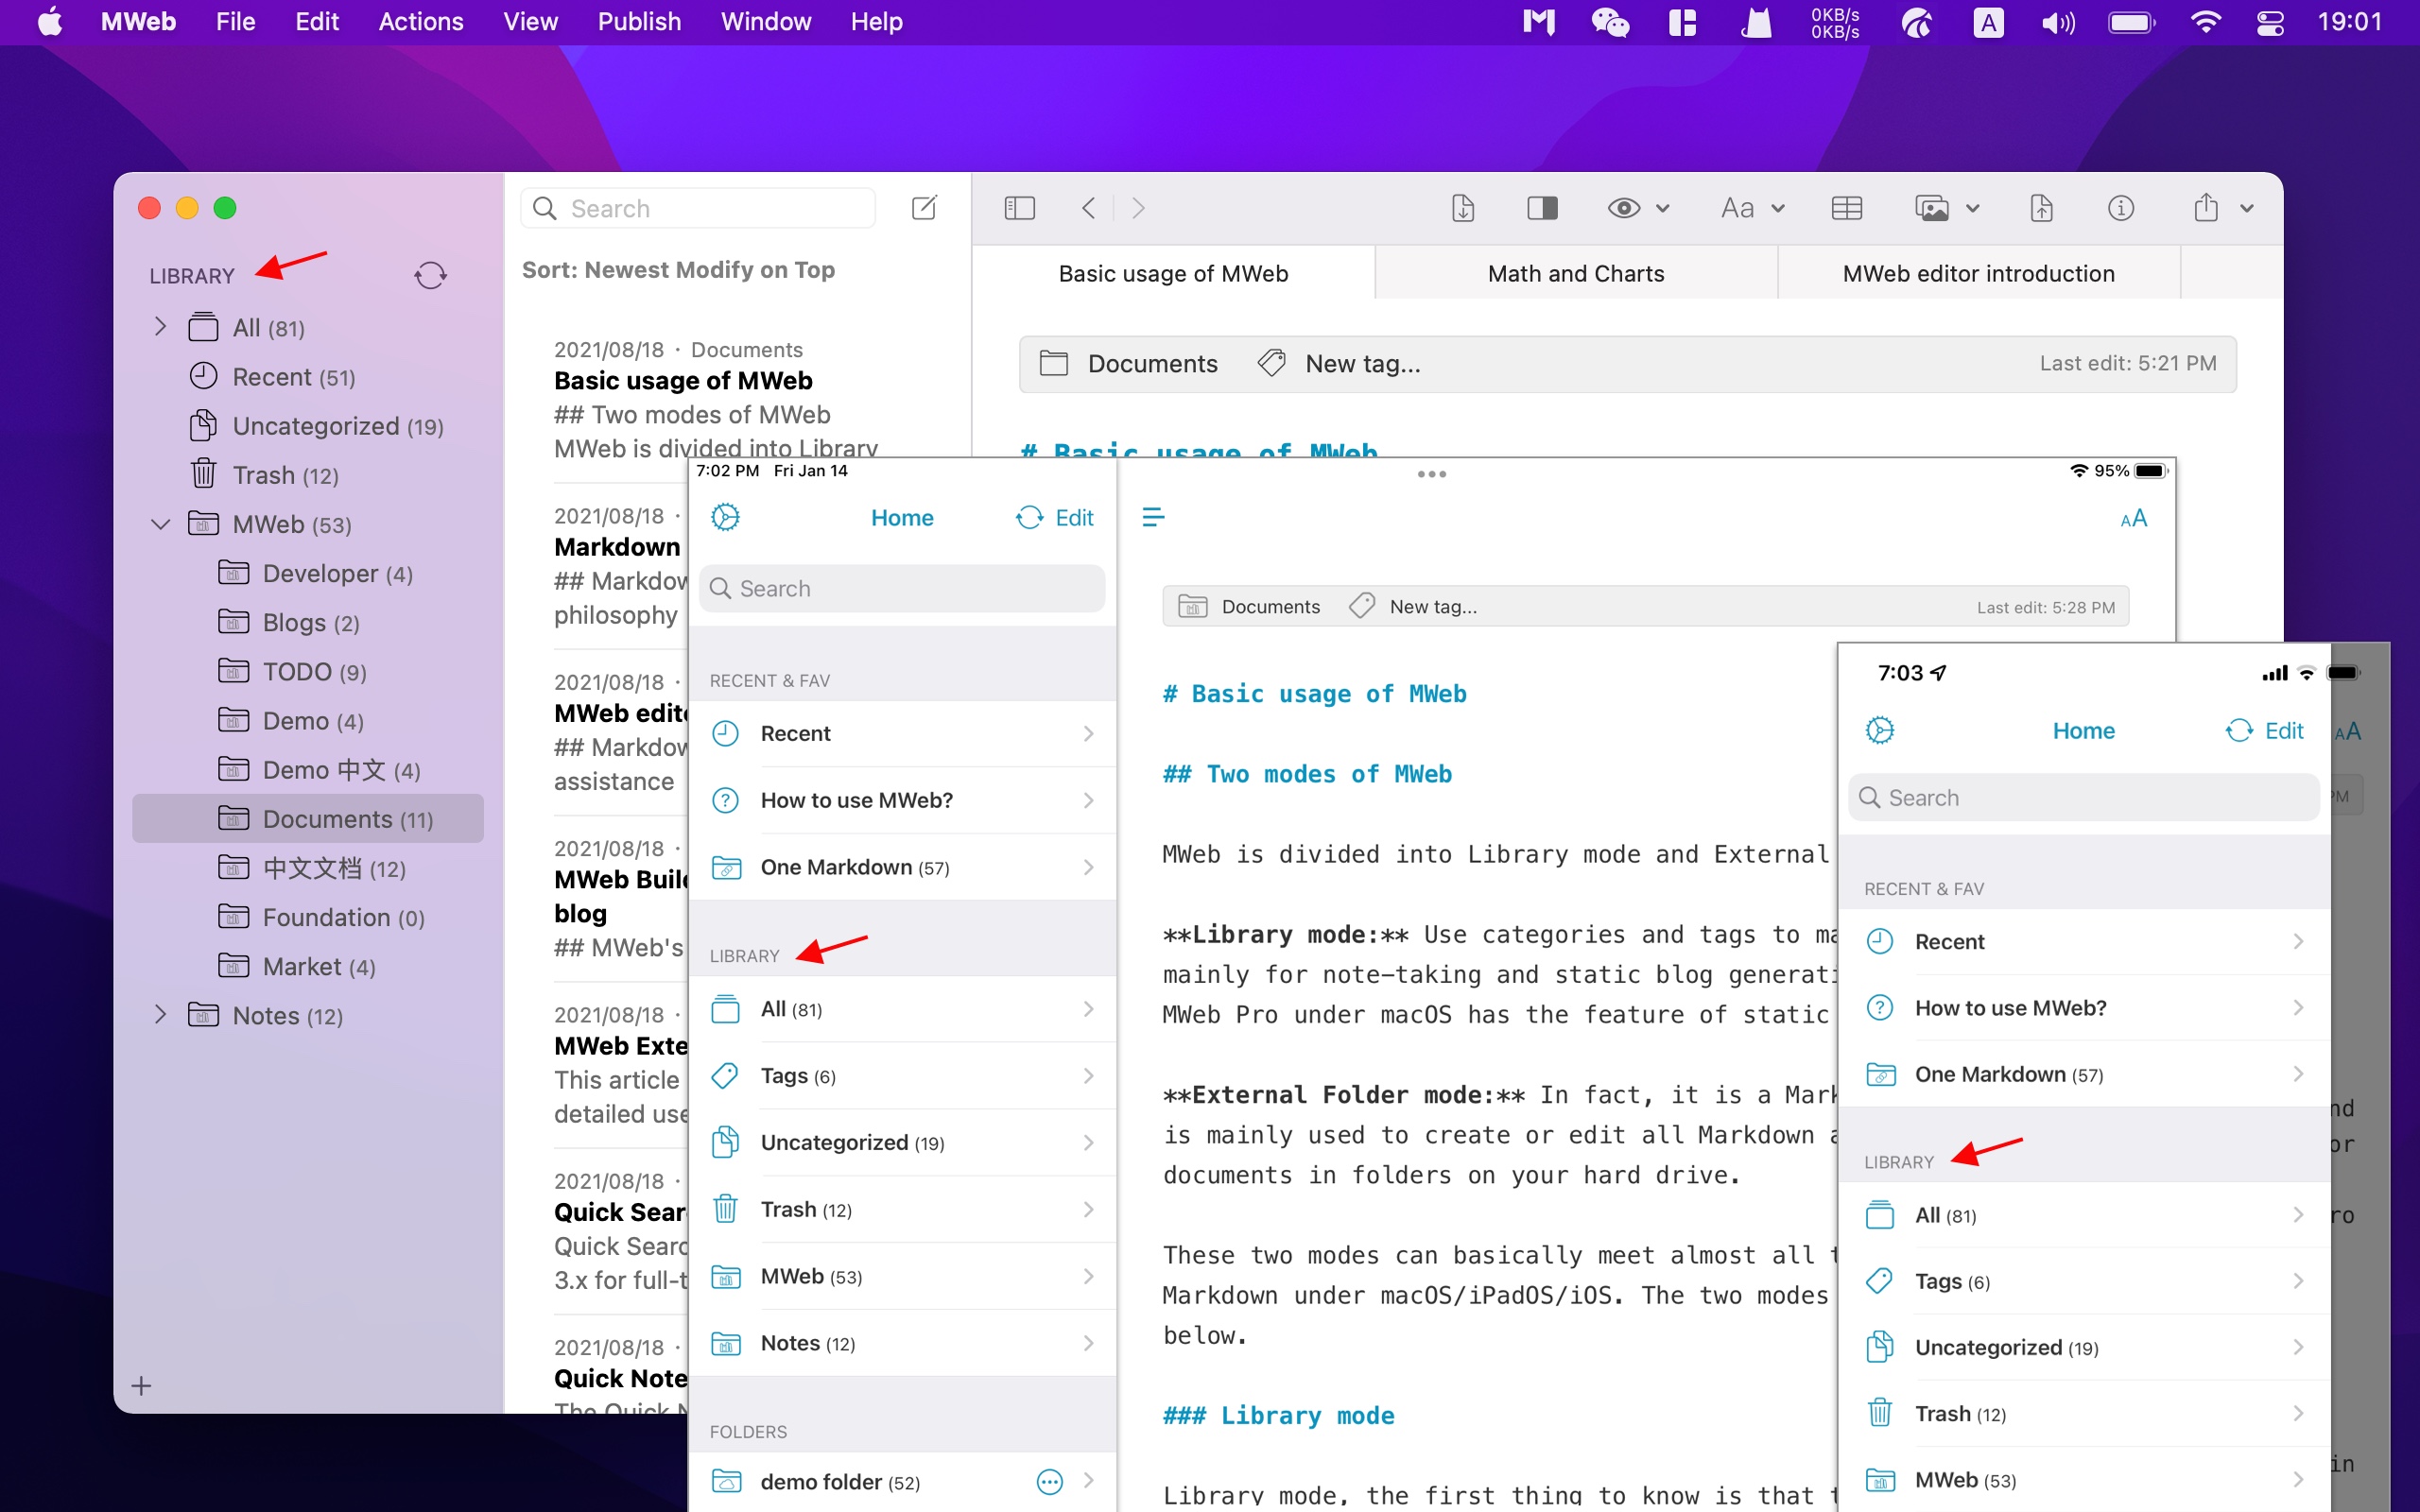 MWeb File Edit Actions View Publish Window Help
0KB/s
0KB/s
A
19:01
LIBRARY
All (81)
Recent (51)
Uncategorized (19)
Trash (12)
MWeb (53)
Developer (4)
Blogs (2)
TODO (9)
Demo (4)
Demo 中文 (4)
Documents (11)
中文文档 (12)
Foundation (0)
Market (4)
Notes (12)
Search
Sort: Newest Modify on Top
2021/08/18 · Documents
Basic usage of MWeb
## Two modes of MWeb
MWeb is divided into Library
2021/08/18 ·
Markdown
## Markdow
philosophy
2021/08/18 ·
MWeb edit
## Markdow
assistance
2021/08/18 ·
MWeb Buil
blog
## MWeb's
2021/08/18 ·
MWeb Exte
This article
detailed use
2021/08/18 ·
Quick Sear
Quick Searc
3.x for full-t
2021/08/18 ·
Quick Note
The Quick N
Aa
Basic usage of MWeb
Math and Charts
MWeb editor introduction
Documents New tag... Last edit: 5:21 PM
# Basic usage of MWeb
7:02 PM Fri Jan 14
95%
Home Edit
Search
RECENT & FAV
Recent
How to use MWeb?
One Markdown (57)
LIBRARY
All (81)
Tags (6)
Uncategorized (19)
Trash (12)
MWeb (53)
Notes (12)
FOLDERS
demo folder (52)
AA
Documents New tag... Last edit: 5:28 PM
# Basic usage of MWeb
## Two modes of MWeb
MWeb is divided into Library mode and External
**Library mode:** Use categories and tags to ma
mainly for note-taking and static blog generati
MWeb Pro under macOS has the feature of static
**External Folder mode:** In fact, it is a Mark
is mainly used to create or edit all Markdown a
documents in folders on your hard drive.
These two modes can basically meet almost all t
Markdown under macOS/iPadOS/iOS. The two modes
below.
### Library mode
Library mode, the first thing to know is that t
7:03
Home Edit
AA
Search
PM
RECENT & FAV
Recent
How to use MWeb?
One Markdown (57)
LIBRARY
All (81)
Tags (6)
Uncategorized (19)
Trash (12)
MWeb (53)
nd
or
ro
in